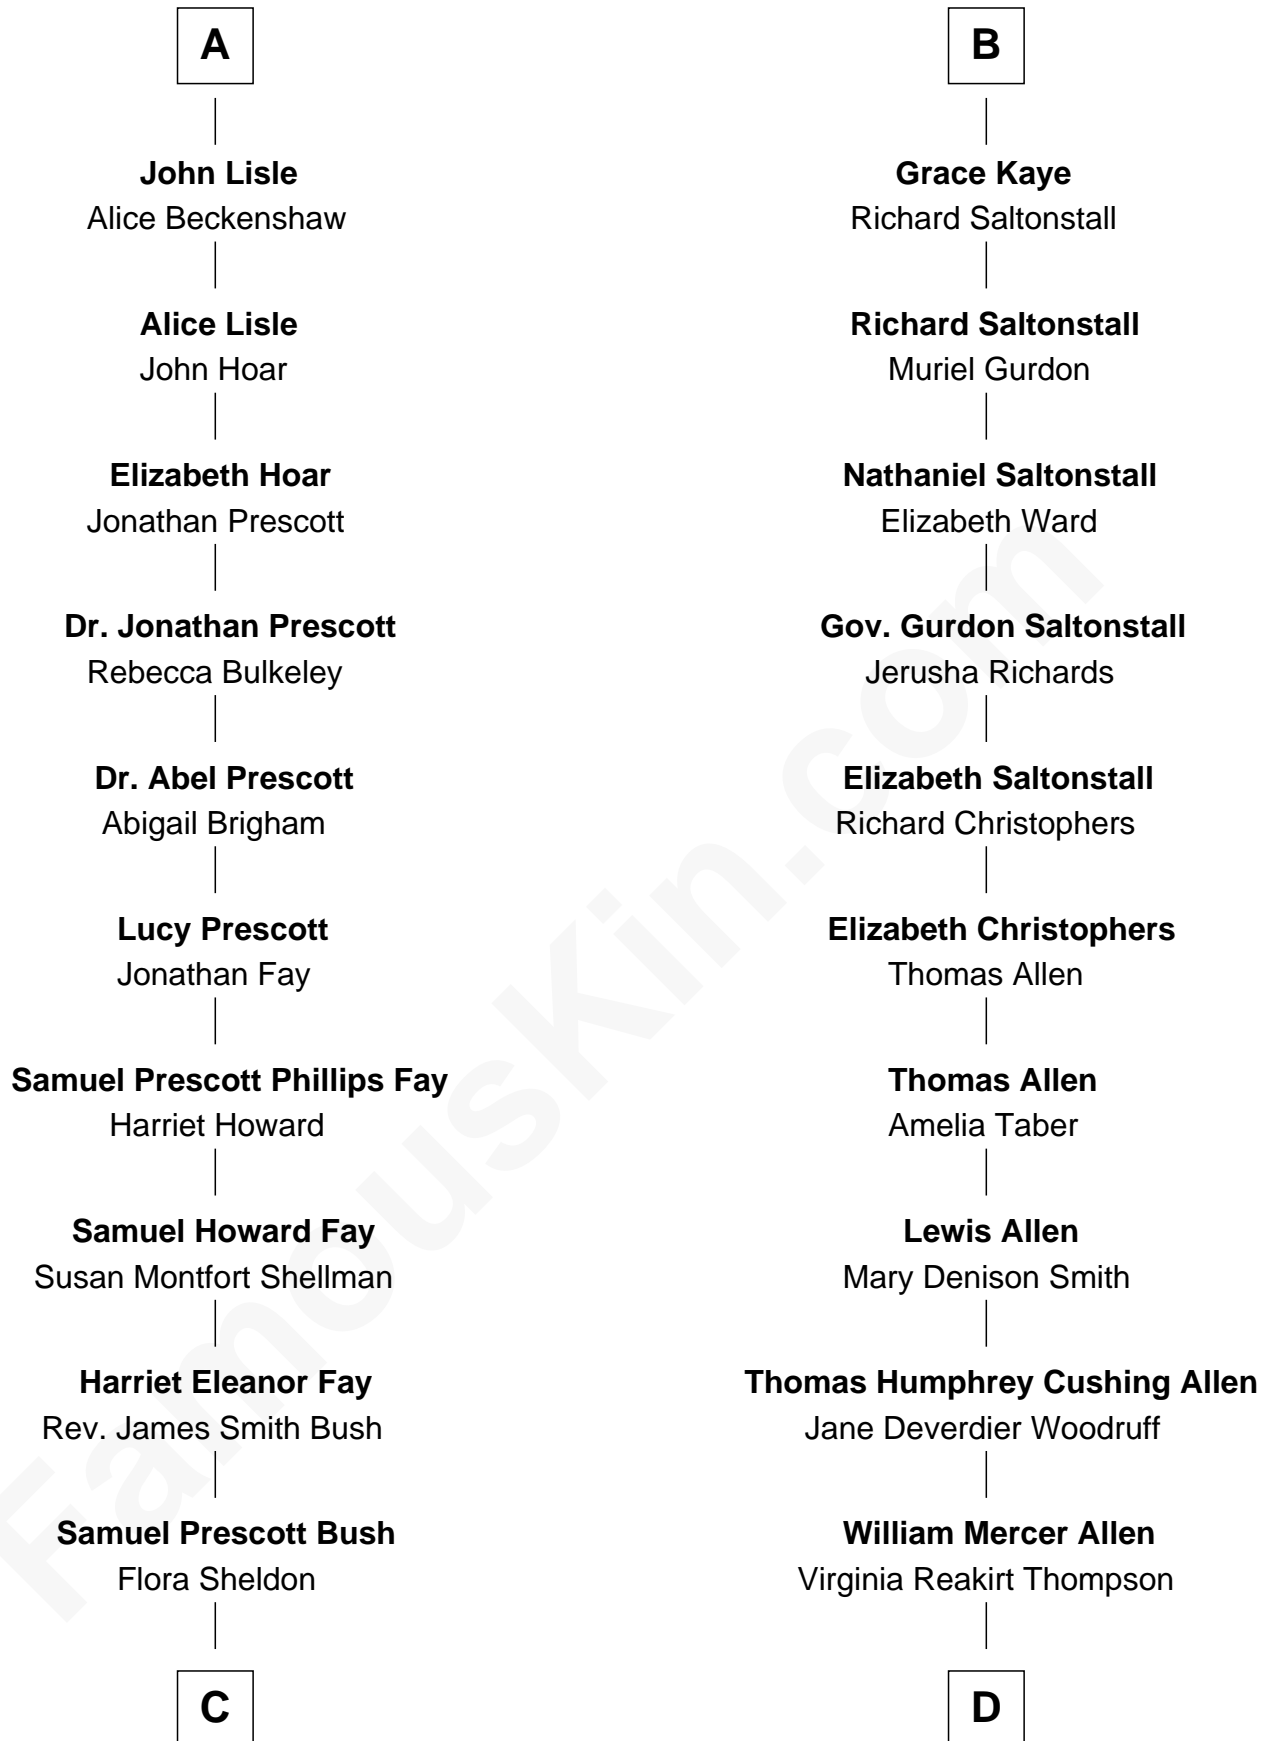 A
John Lisle
Alice Beckenshaw
Alice Lisle
John Hoar
Elizabeth Hoar
Jonathan Prescott
Dr. Jonathan Prescott
Rebecca Bulkeley
Dr. Abel Prescott
Abigail Brigham
Lucy Prescott
Jonathan Fay
Samuel Prescott Phillips Fay
Harriet Howard
Samuel Howard Fay
Susan Montfort Shellman
Harriet Eleanor Fay
Rev. James Smith Bush
Samuel Prescott Bush
Flora Sheldon
C
B
Grace Kaye
Richard Saltonstall
Richard Saltonstall
Muriel Gurdon
Nathaniel Saltonstall
Elizabeth Ward
Gov. Gurdon Saltonstall
Jerusha Richards
Elizabeth Saltonstall
Richard Christophers
Elizabeth Christophers
Thomas Allen
Thomas Allen
Amelia Taber
Lewis Allen
Mary Denison Smith
Thomas Humphrey Cushing Allen
Jane Deverdier Woodruff
William Mercer Allen
Virginia Reakirt Thompson
D
FamousKin.com